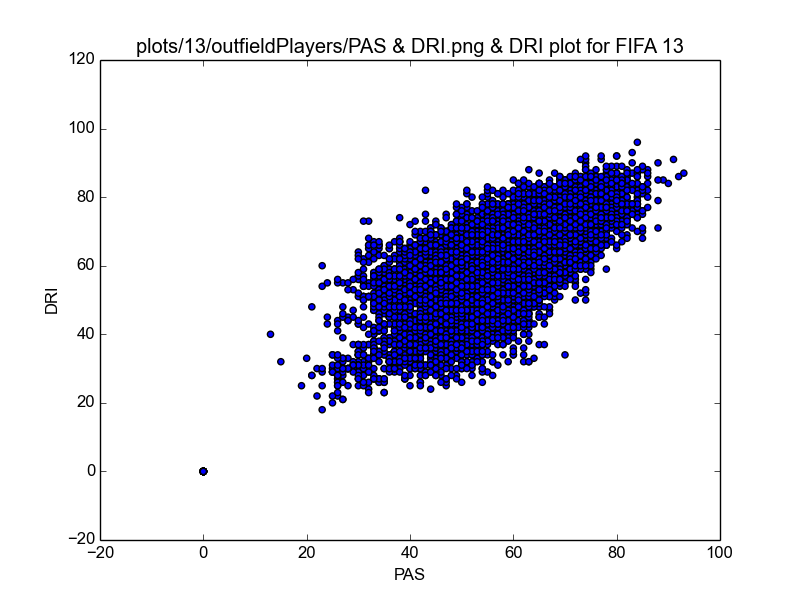 plots/13/outfieldPlayers/PAS & DRI.png & DRI plot for FIFA 13
120
100
80
60
40
20
0
−20
DRI
−20 0 20 40 60 80 100
PAS